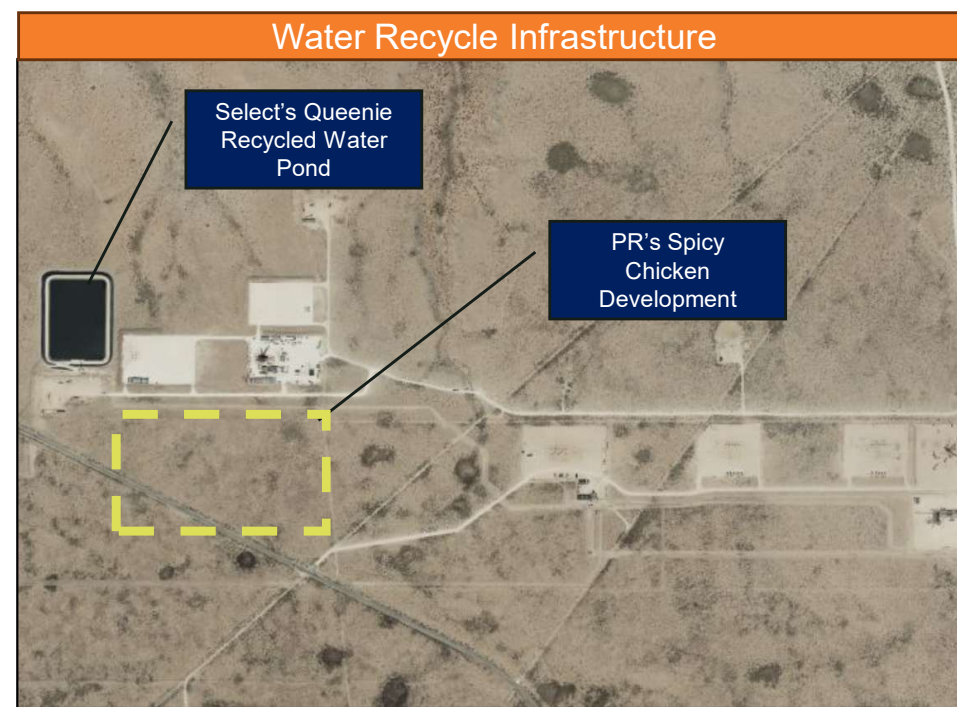 Water Recycle Infrastructure
Select's Queenie
Recycled Water
Pond
PR's Spicy
Chicken
Development